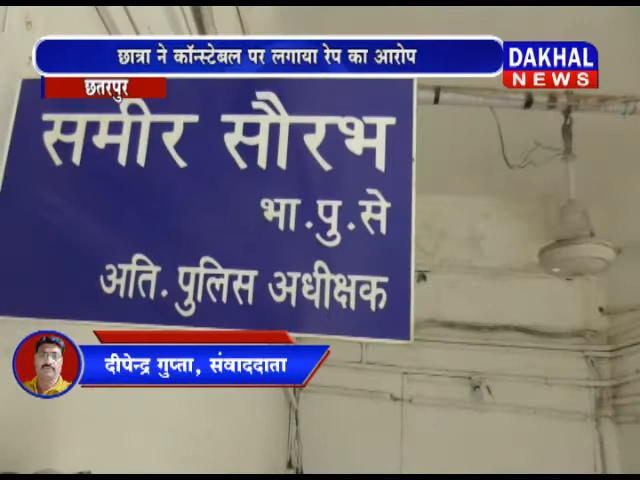 छात्रा ने कॉन्स्टेबल पर लगाया रेप का आरोप
DAKHAL
NEWS
छतरपुर
समीर सौरभ
भा.पु.से
अति.पुलिस अधीक्षक
दीपेन्द्र गुप्ता, संवाददाता